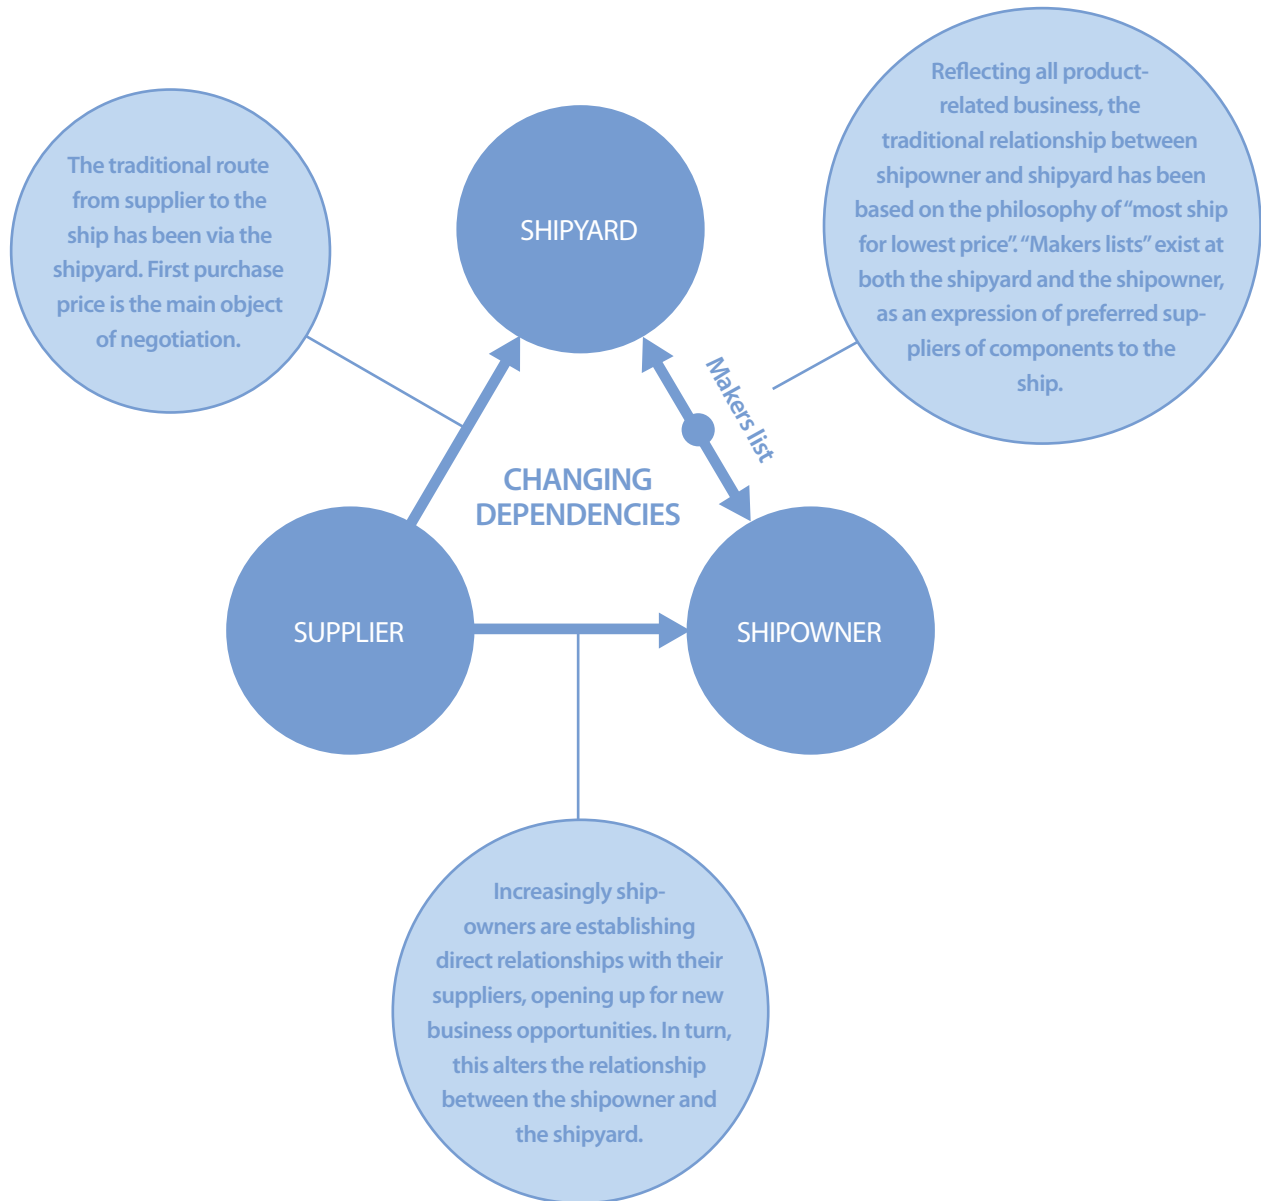 The traditional route
from supplier to the
ship has been via the
shipyard. First purchase
price is the main object
of negotiation.
SHIPYARD
Reflecting all product-
related business, the
traditional relationship between
shipowner and shipyard has been
based on the philosophy of “most ship
for lowest price”. “Makers lists” exist at
both the shipyard and the shipowner,
as an expression of preferred sup-
pliers of components to the
ship.
Makers list
CHANGING
DEPENDENCIES
SUPPLIER
SHIPOWNER
Increasingly ship-
owners are establishing
direct relationships with their
suppliers, opening up for new
business opportunities. In turn,
this alters the relationship
between the shipowner and
the shipyard.